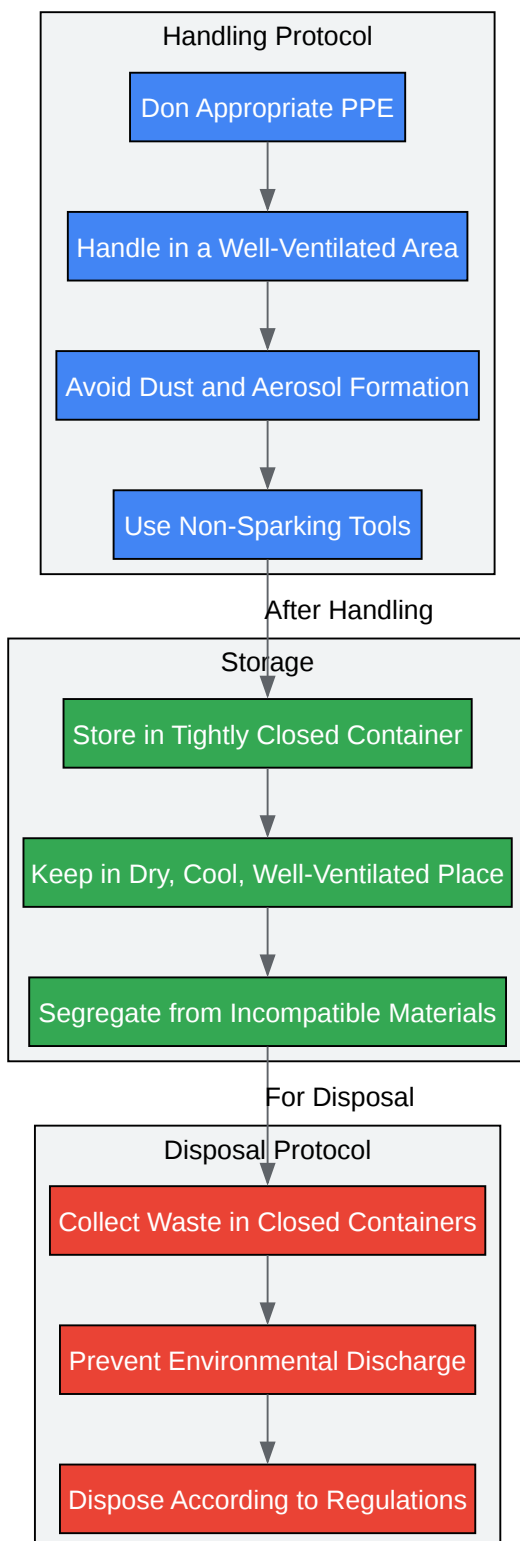 Handling Protocol
Don Appropriate PPE
Handle in a Well-Ventilated Area
Avoid Dust and Aerosol Formation
Use Non-Sparking Tools
After Handling
Storage
Store in Tightly Closed Container
Keep in Dry, Cool, Well-Ventilated Place
Segregate from Incompatible Materials
For Disposal
Disposal Protocol
Collect Waste in Closed Containers
Prevent Environmental Discharge
Dispose According to Regulations